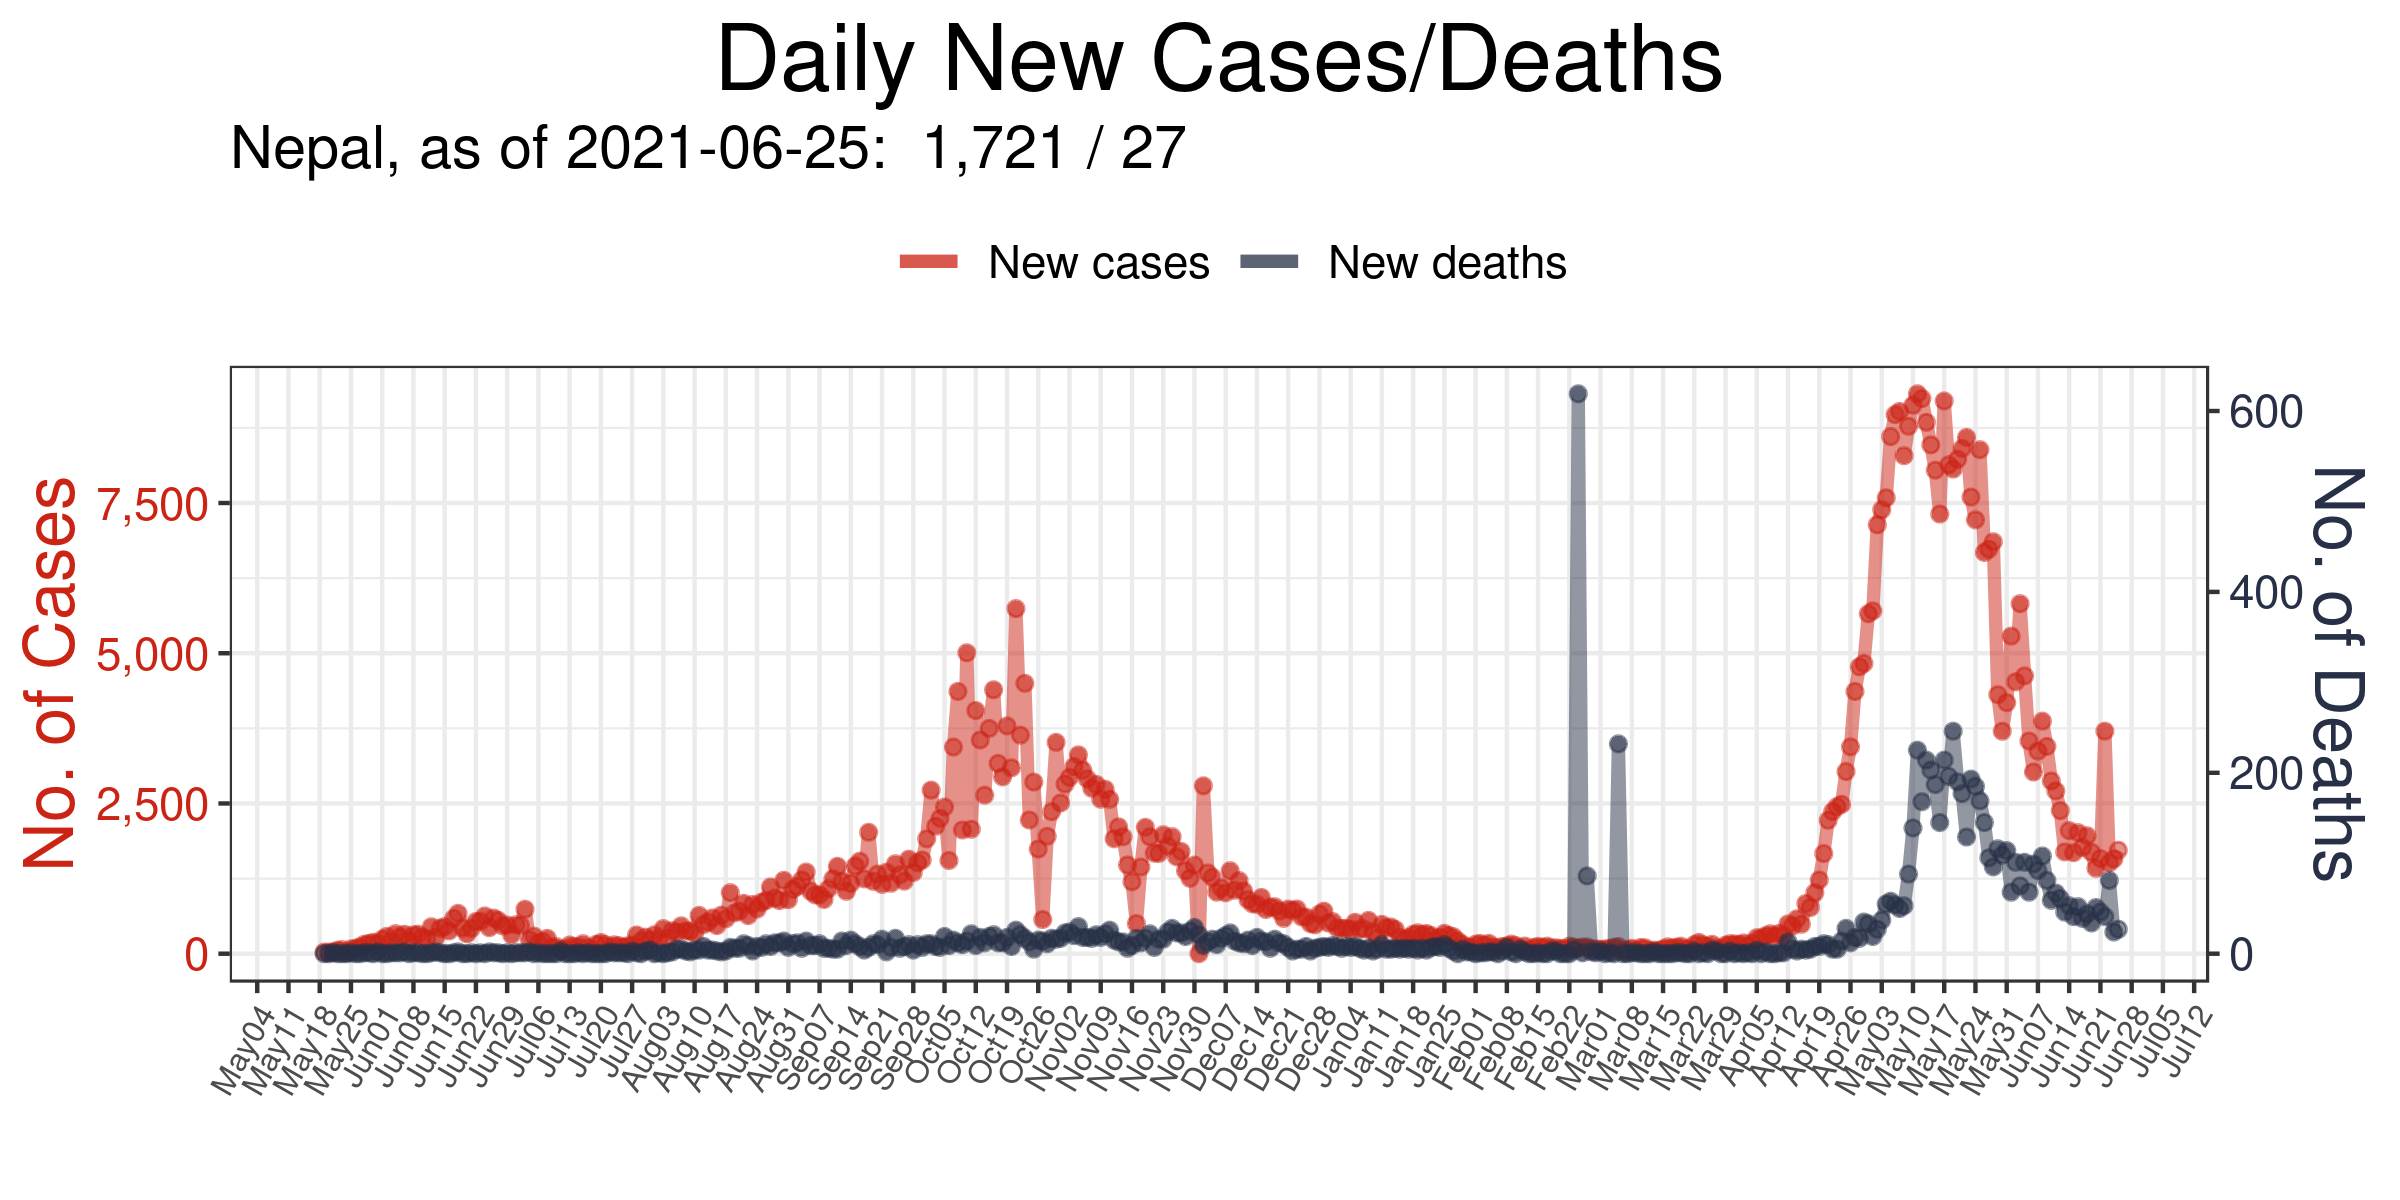 Daily New Cases/Deaths
Nepal, as of 2021-06-25: 1,721 / 27
New cases
New deaths
No. of Cases
7,500
5,000
2,500
0
600
400
200
0
No. of Deaths
May04
May11
May18
May25
Jun01
Jun08
Jun15
Jun22
Jun29
Jul06
Jul13
Jul20
Jul27
Aug03
Aug10
Aug17
Aug24
Aug31
Sep07
Sep14
Sep21
Sep28
Oct05
Oct12
Oct19
Oct26
Nov02
Nov09
Nov16
Nov23
Nov30
Dec07
Dec14
Dec21
Dec28
Jan04
Jan11
Jan18
Jan25
Feb01
Feb08
Feb15
Feb22
Mar01
Mar08
Mar15
Mar22
Mar29
Apr05
Apr12
Apr19
Apr26
May03
May10
May17
May24
May31
Jun07
Jun14
Jun21
Jun28
Jul05
Jul12